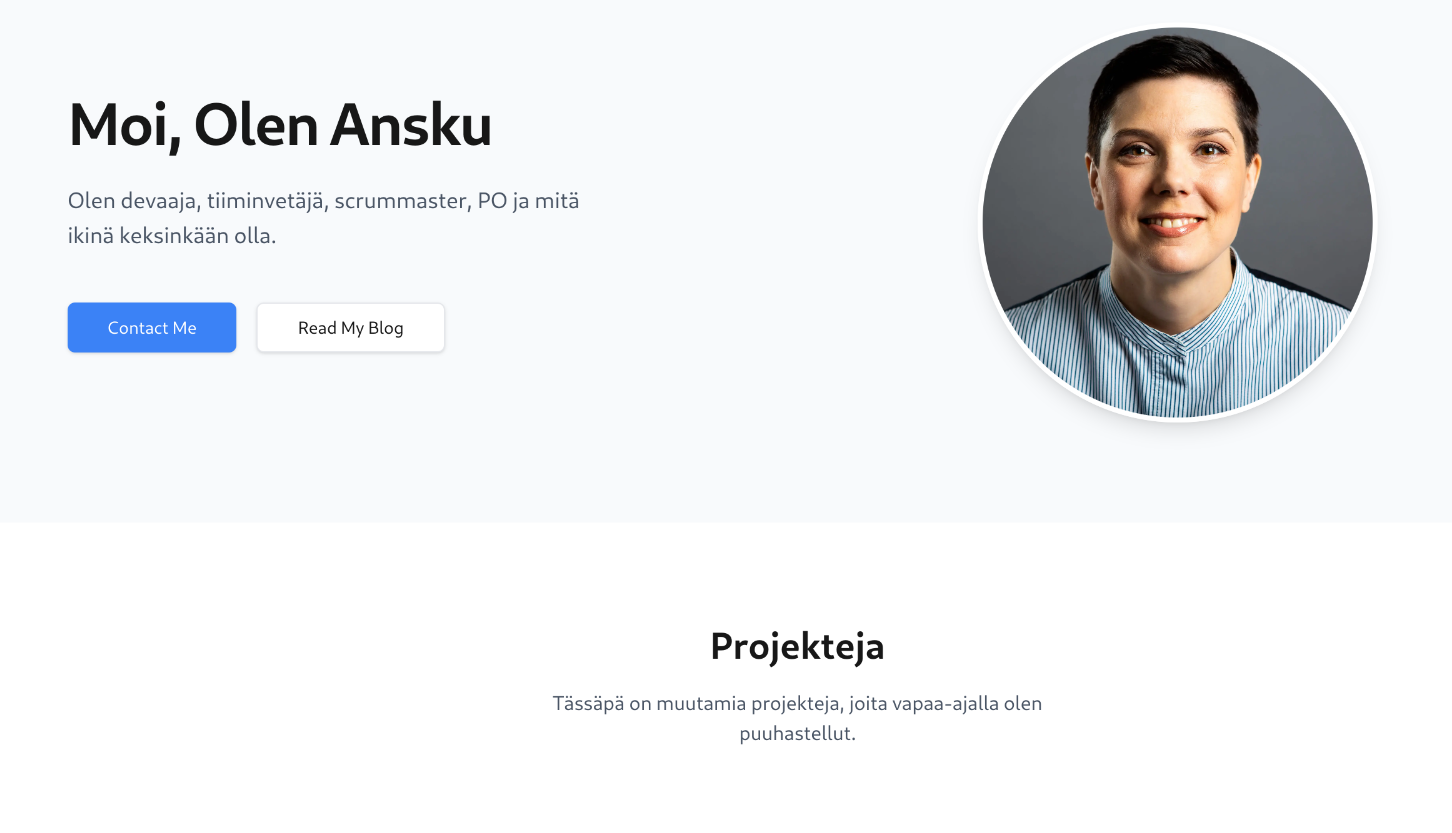 Moi, Olen Ansku
Olen devaaja, tiiminvetäjä, scrummaster, PO ja mitä
ikinä keksinkään olla.
Contact Me
Read My Blog
Projekteja
Tässäpä on muutamia projekteja, joita vapaa-ajalla olen
puuhastellut.